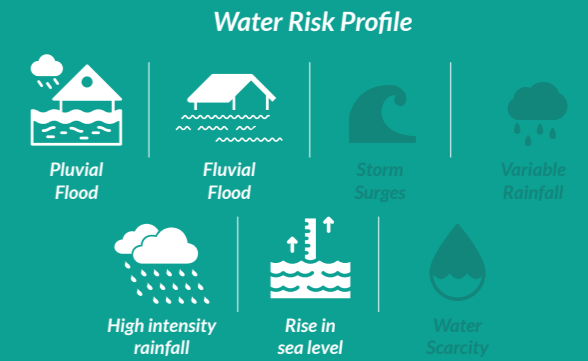 Water Risk Profile
Pluvial
Flood
Fluvial
Flood
Storm
Surges
Variable
Rainfall
High intensity
rainfall
Rise in
sea level
Water
Scarcity